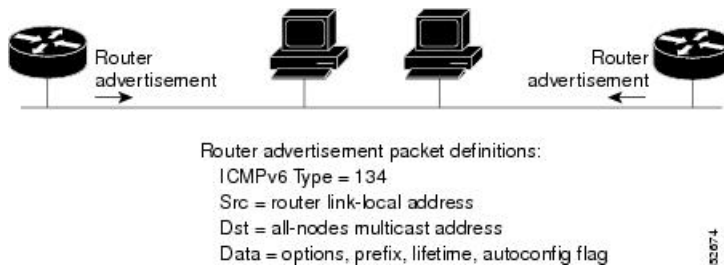 Router
advertisement
Router
advertisement
Router advertisement packet definitions:
ICMPv6 Type = 134
Src = router link-local address
Dst = all-nodes multicast address
Data = options, prefix, lifetime, autoconfig flag
52674